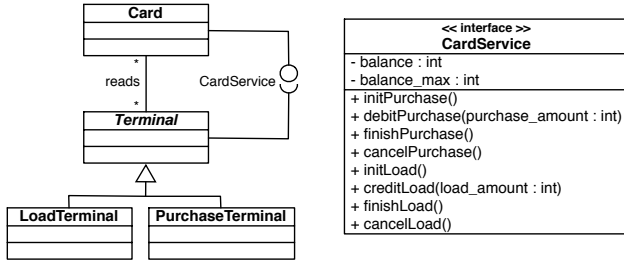 Card
*
reads
CardService
*
Terminal
LoadTerminal
PurchaseTerminal
<< interface >>
CardService
- balance : int
- balance_max : int
+ initPurchase()
+ debitPurchase(purchase_amount : int)
+ finishPurchase()
+ cancelPurchase()
+ initLoad()
+ creditLoad(load_amount : int)
+ finishLoad()
+ cancelLoad()